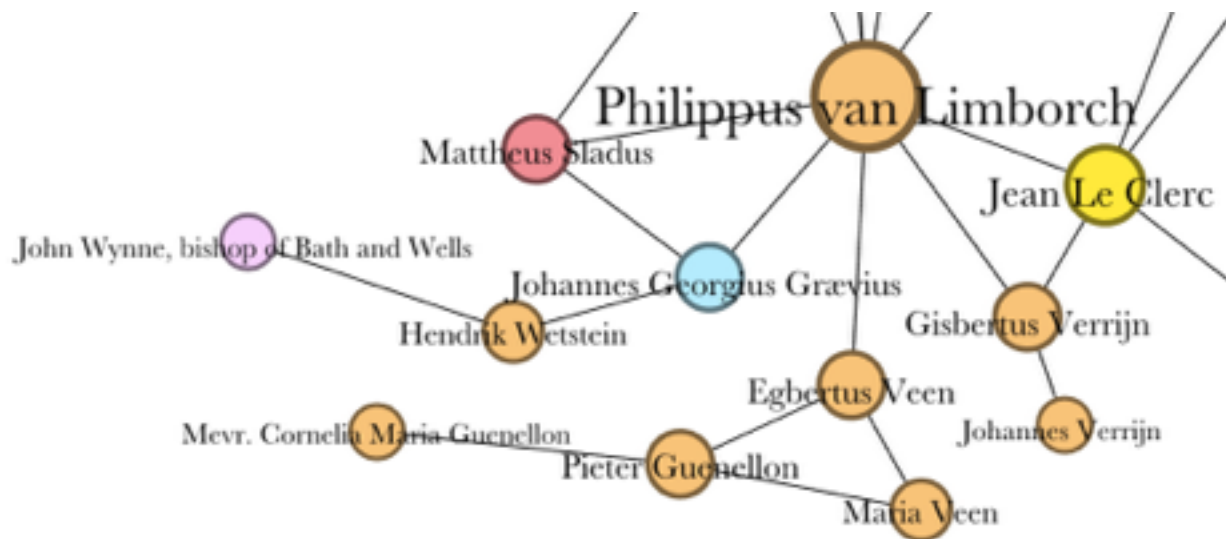 Philippus van Limborch
Mattheus Sladus
Jean Le Clerc
John Wynne, bishop of Bath and Wells
Johannes Georgius Grævius
Hendrik Wetstein
Gisbertus Verrijn
Egbertus Veen
Mevr. Cornelia Maria Guenellon
Johannes Verrijn
Pieter Guenellon
Maria Veen